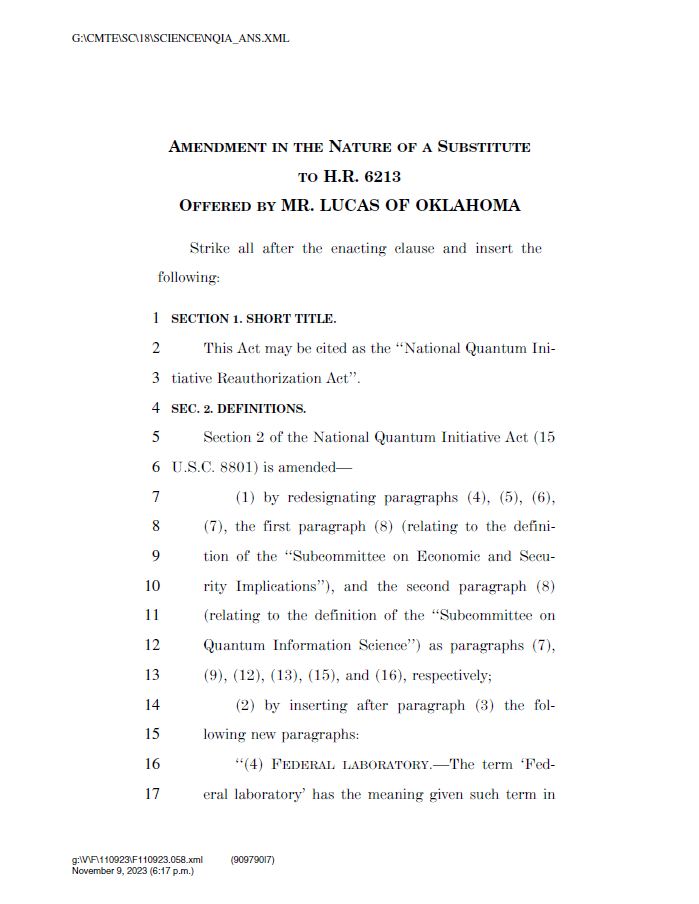 G:\CMTE\SC\18\SCIENCE\NQIA_ANS.XML
AMENDMENT IN THE NATURE OF A SUBSTITUTE
TO H.R. 6213
OFFERED BY MR. LUCAS OF OKLAHOMA
Strike all after the enacting clause and insert the
following:
1 SECTION 1. SHORT TITLE.
2 This Act may be cited as the ‘‘National Quantum Ini-
3 tiative Reauthorization Act’’.
4 SEC. 2. DEFINITIONS.
5 Section 2 of the National Quantum Initiative Act (15
6 U.S.C. 8801) is amended—
7 (1) by redesignating paragraphs (4), (5), (6),
8 (7), the first paragraph (8) (relating to the defini-
9 tion of the ‘‘Subcommittee on Economic and Secu-
10 rity Implications’’), and the second paragraph (8)
11 (relating to the definition of the ‘‘Subcommittee on
12 Quantum Information Science’’) as paragraphs (7),
13 (9), (12), (13), (15), and (16), respectively;
14 (2) by inserting after paragraph (3) the fol-
15 lowing new paragraphs:
16 ‘‘(4) FEDERAL LABORATORY.—The term ‘Fed-
17 eral laboratory’ has the meaning given such term in
g:\V\F\110923\F110923.058.xml (909790|7)
November 9, 2023 (6:17 p.m.)